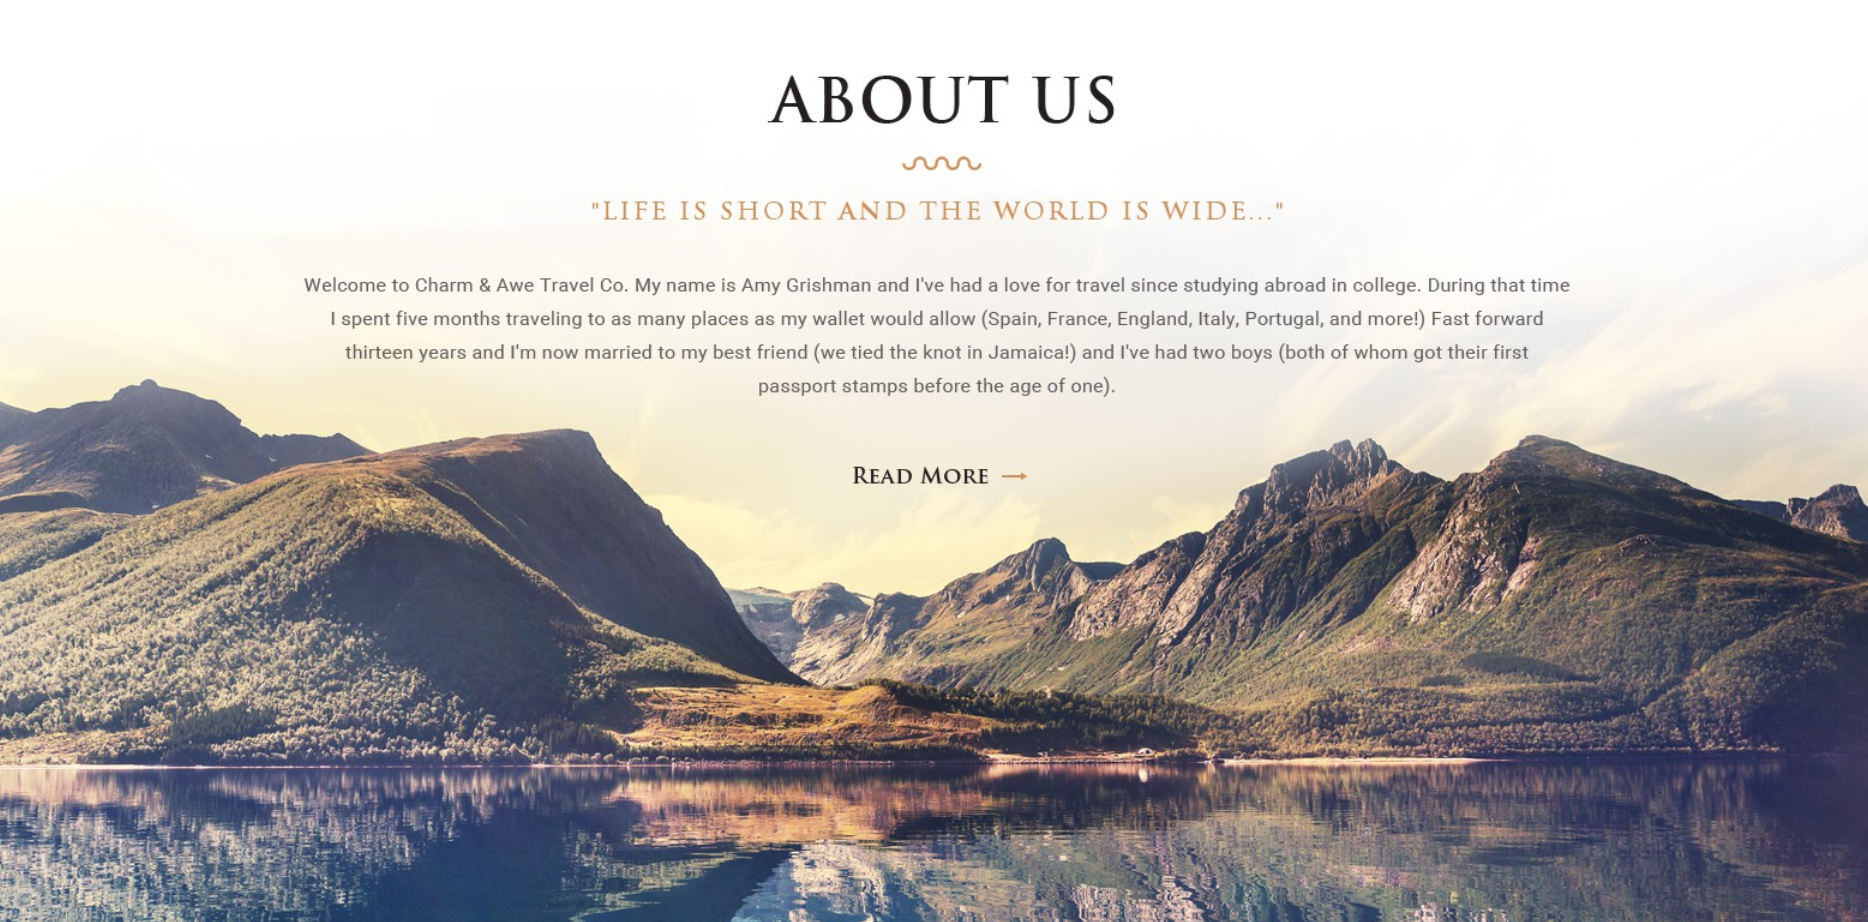 ABOUT US
"LIFE IS SHORT AND THE WORLD IS WIDE..."
Welcome to Charm & Awe Travel Co. My name is Amy Grishman and I've had a love for travel since studying abroad in college. During that time
I spent five months traveling to as many places as my wallet would allow (Spain, France, England, Italy, Portugal, and more!) Fast forward
thirteen years and I'm now married to my best friend (we tied the knot in Jamaica!) and I've had two boys (both of whom got their first
passport stamps before the age of one).
READ MORE